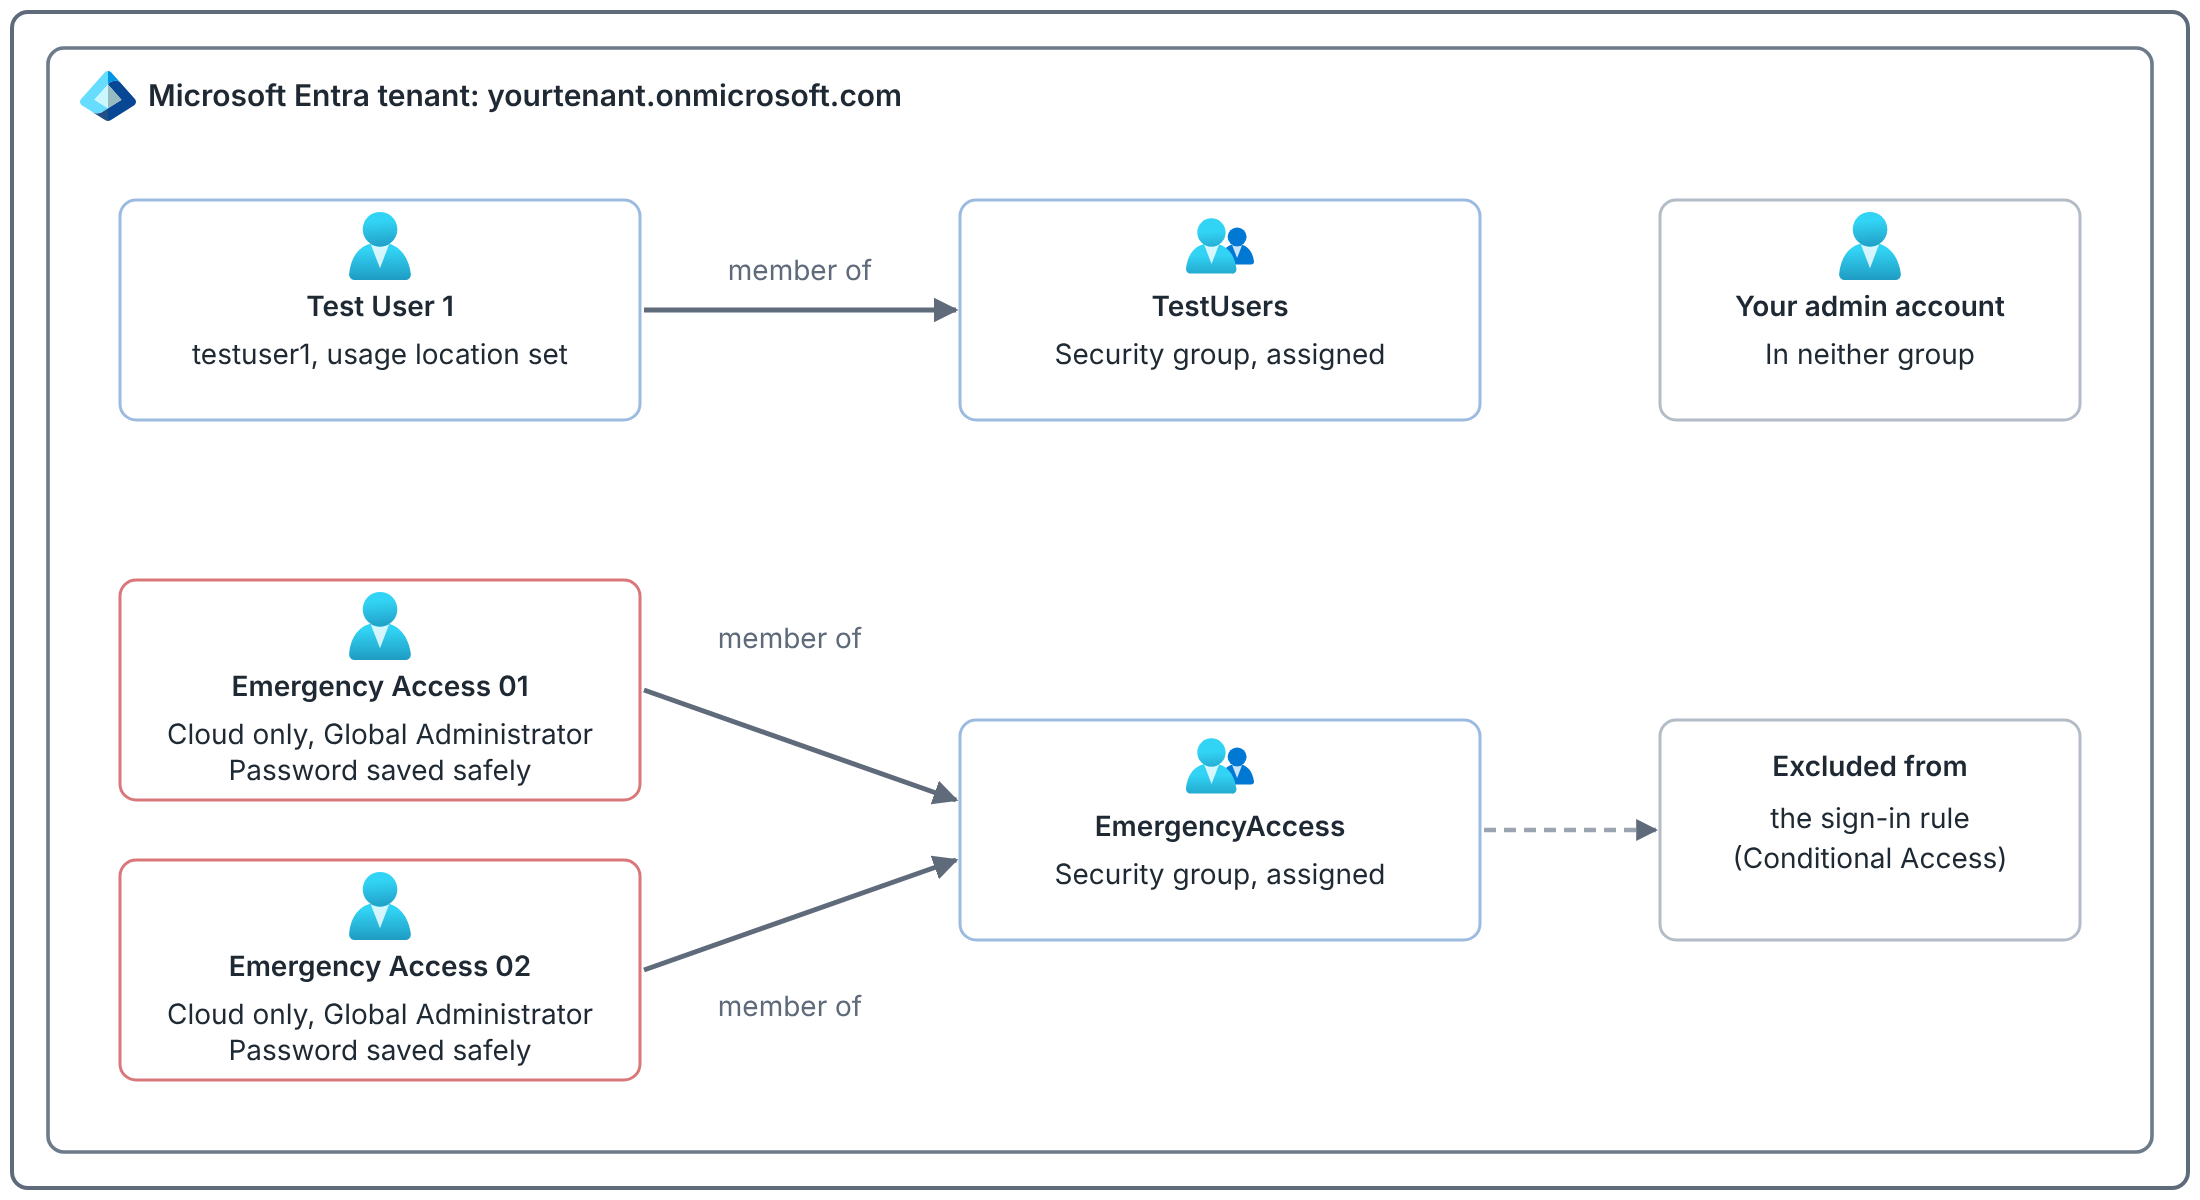 Microsoft Entra tenant: yourtenant.onmicrosoft.com
Test User 1
testuser1, usage location set
member of
TestUsers
Security group, assigned
Your admin account
In neither group
Emergency Access 01
Cloud only, Global Administrator
Password saved safely
member of
Emergency Access 02
Cloud only, Global Administrator
Password saved safely
member of
EmergencyAccess
Security group, assigned
Excluded from
the sign-in rule
(Conditional Access)